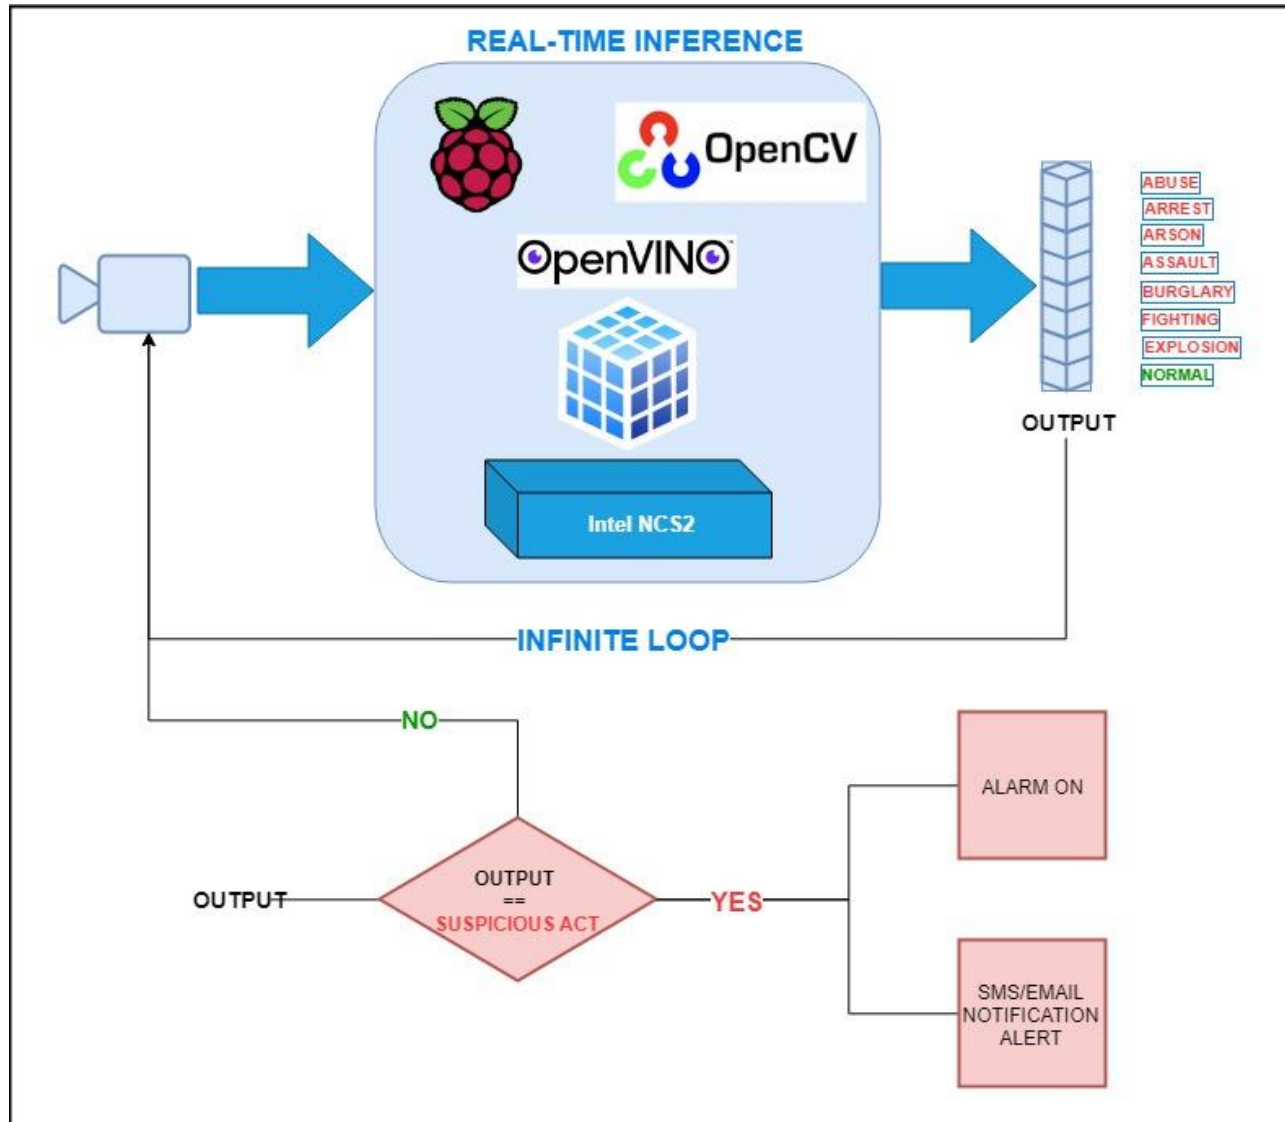 REAL-TIME INFERENCE
OpenCV
OpenVINO™
Intel NCS2
ABUSE
ARREST
ARSON
ASSAULT
BURGLARY
FIGHTING
EXPLOSION
NORMAL
OUTPUT
INFINITE LOOP
NO
OUTPUT
OUTPUT
==
SUSPICIOUS ACT
YES
ALARM ON
SMS/EMAIL
NOTIFICATION
ALERT